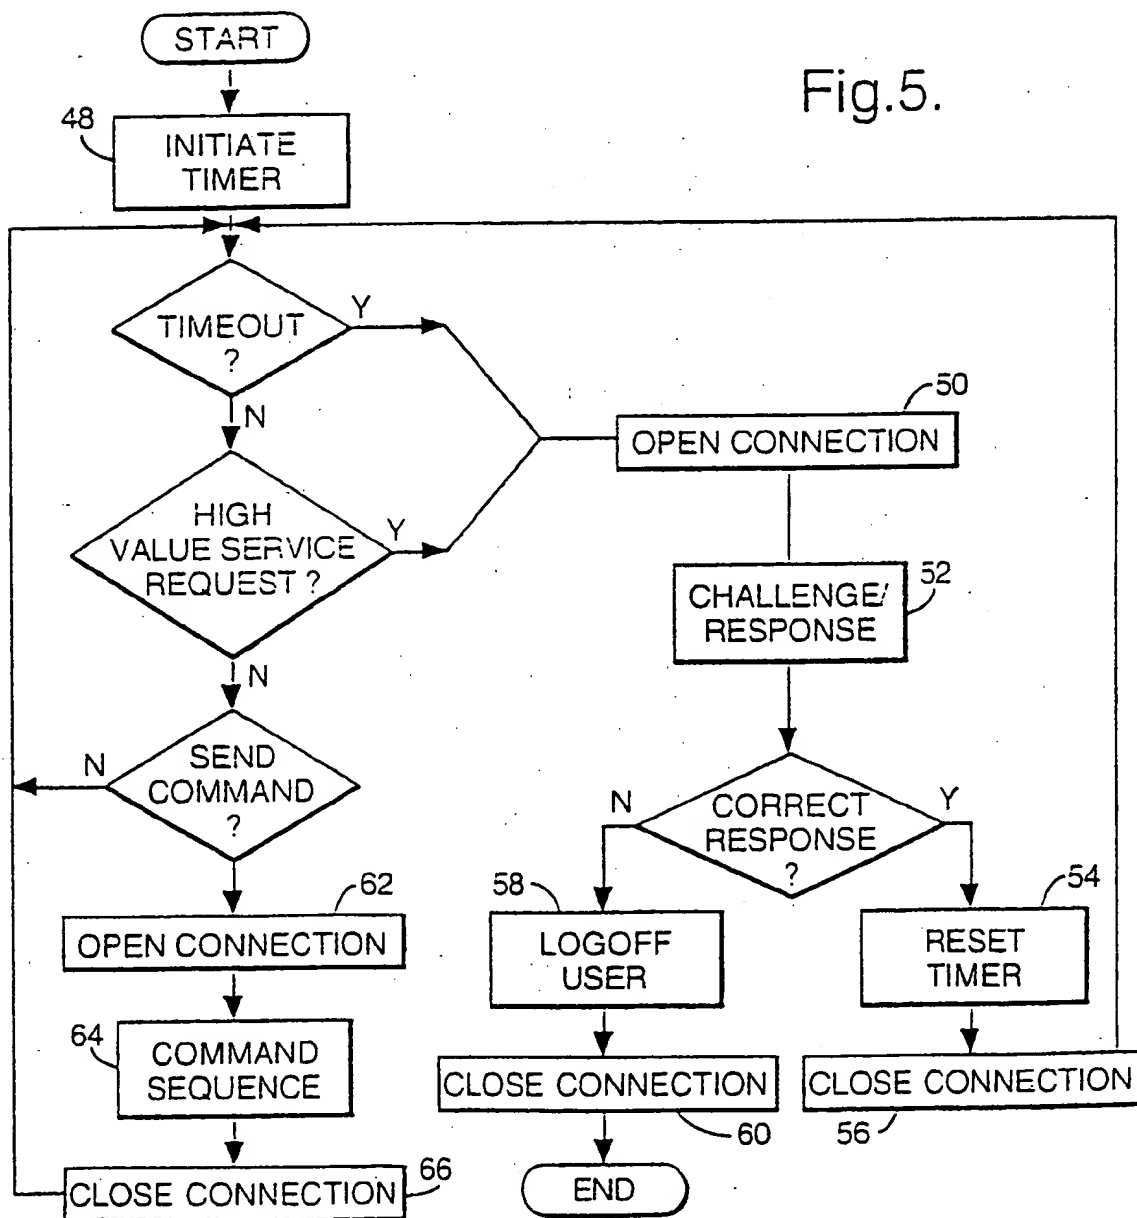 START
Fig.5.
48
INITIATE
TIMER
TIMEOUT
?
Y
N
50
OPEN CONNECTION
HIGH
VALUE SERVICE
REQUEST ?
Y
N
52
CHALLENGE/
RESPONSE
SEND
COMMAND
?
N
CORRECT
RESPONSE
?
N
Y
62
OPEN CONNECTION
58
LOGOFF
USER
54
RESET
TIMER
64
COMMAND
SEQUENCE
CLOSE CONNECTION
60
CLOSE CONNECTION
56
CLOSE CONNECTION
66
END